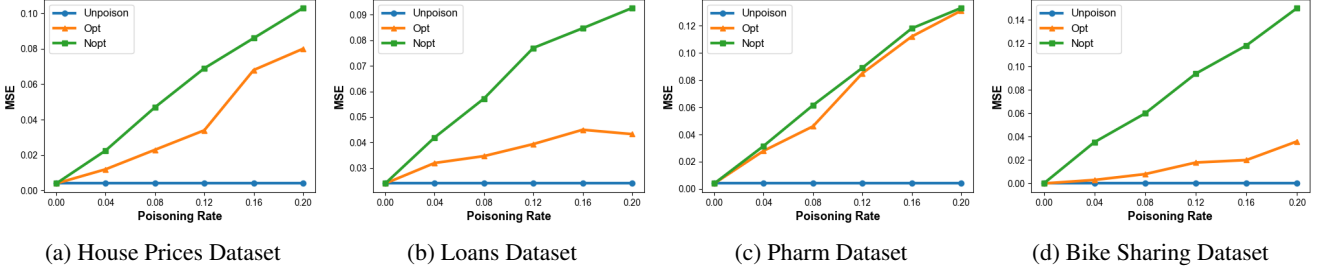 Unpoison
Opt
Nopt
MSE
0.10
0.08
0.06
0.04
0.02
0.00
0.00 0.04 0.08 0.12 0.16 0.20
Poisoning Rate
(a) House Prices Dataset
Unpoison
Opt
Nopt
MSE
0.09
0.08
0.07
0.06
0.05
0.04
0.03
0.00 0.04 0.08 0.12 0.16 0.20
Poisoning Rate
(b) Loans Dataset
Unpoison
Opt
Nopt
MSE
0.12
0.10
0.08
0.06
0.04
0.02
0.00
0.00 0.04 0.08 0.12 0.16 0.20
Poisoning Rate
(c) Pharm Dataset
Unpoison
Opt
Nopt
MSE
0.14
0.12
0.10
0.08
0.06
0.04
0.02
0.00
0.00 0.04 0.08 0.12 0.16 0.20
Poisoning Rate
(d) Bike Sharing Dataset